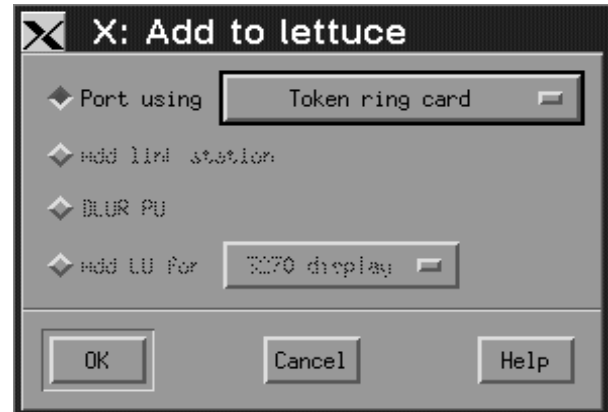 X: Add to lettuce
Port using Token ring card
Add link station
DLUR PU
Add LU for 3270 display
OK Cancel Help